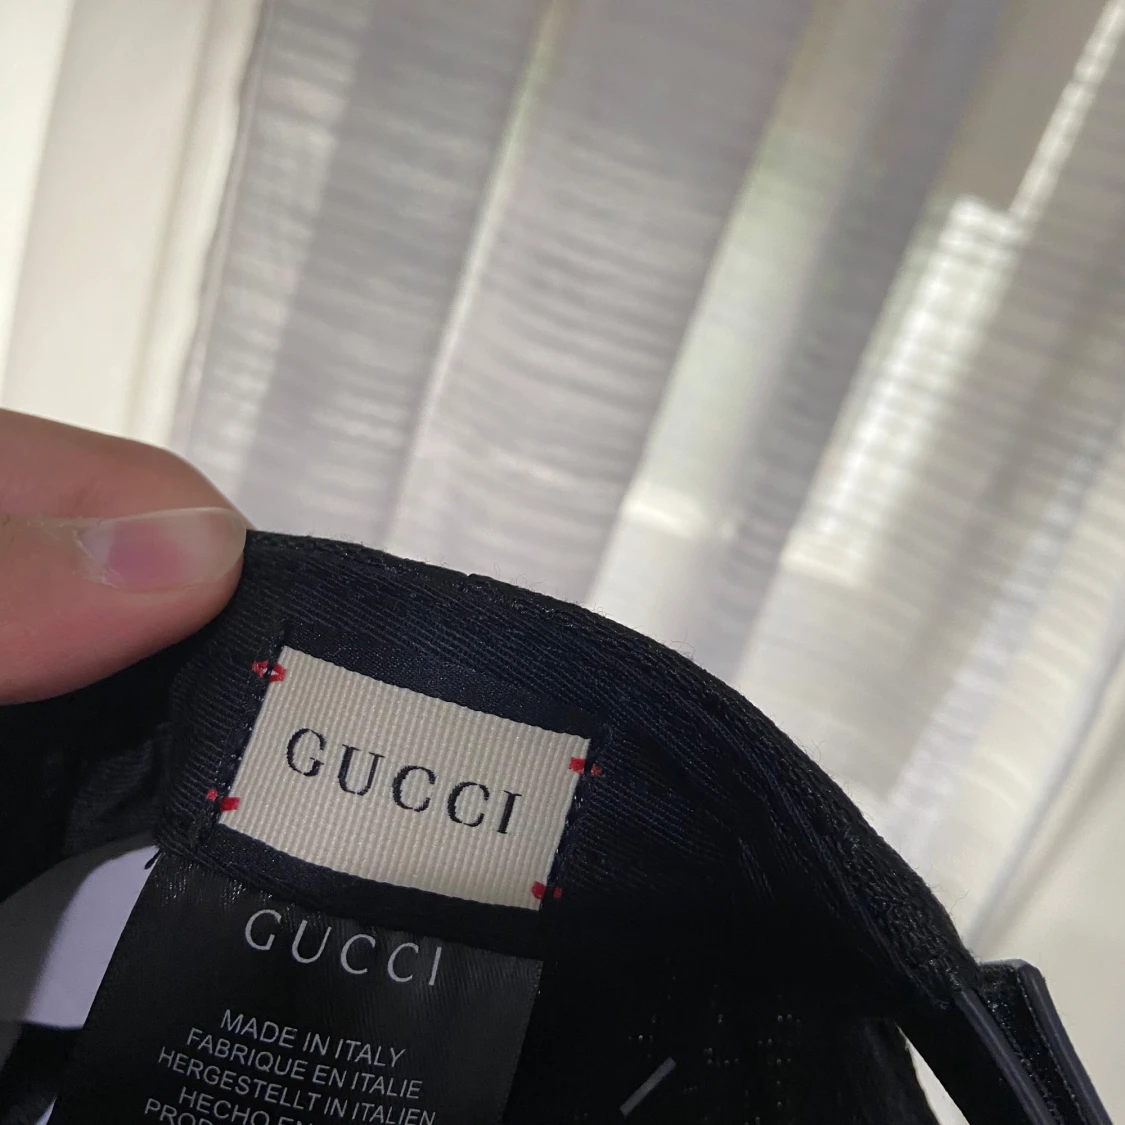 GUCCI
GUCCI
MADE IN ITALY
FABRIQUE EN ITALIE
HERGESTELLT IN ITALIEN
HECHO EN